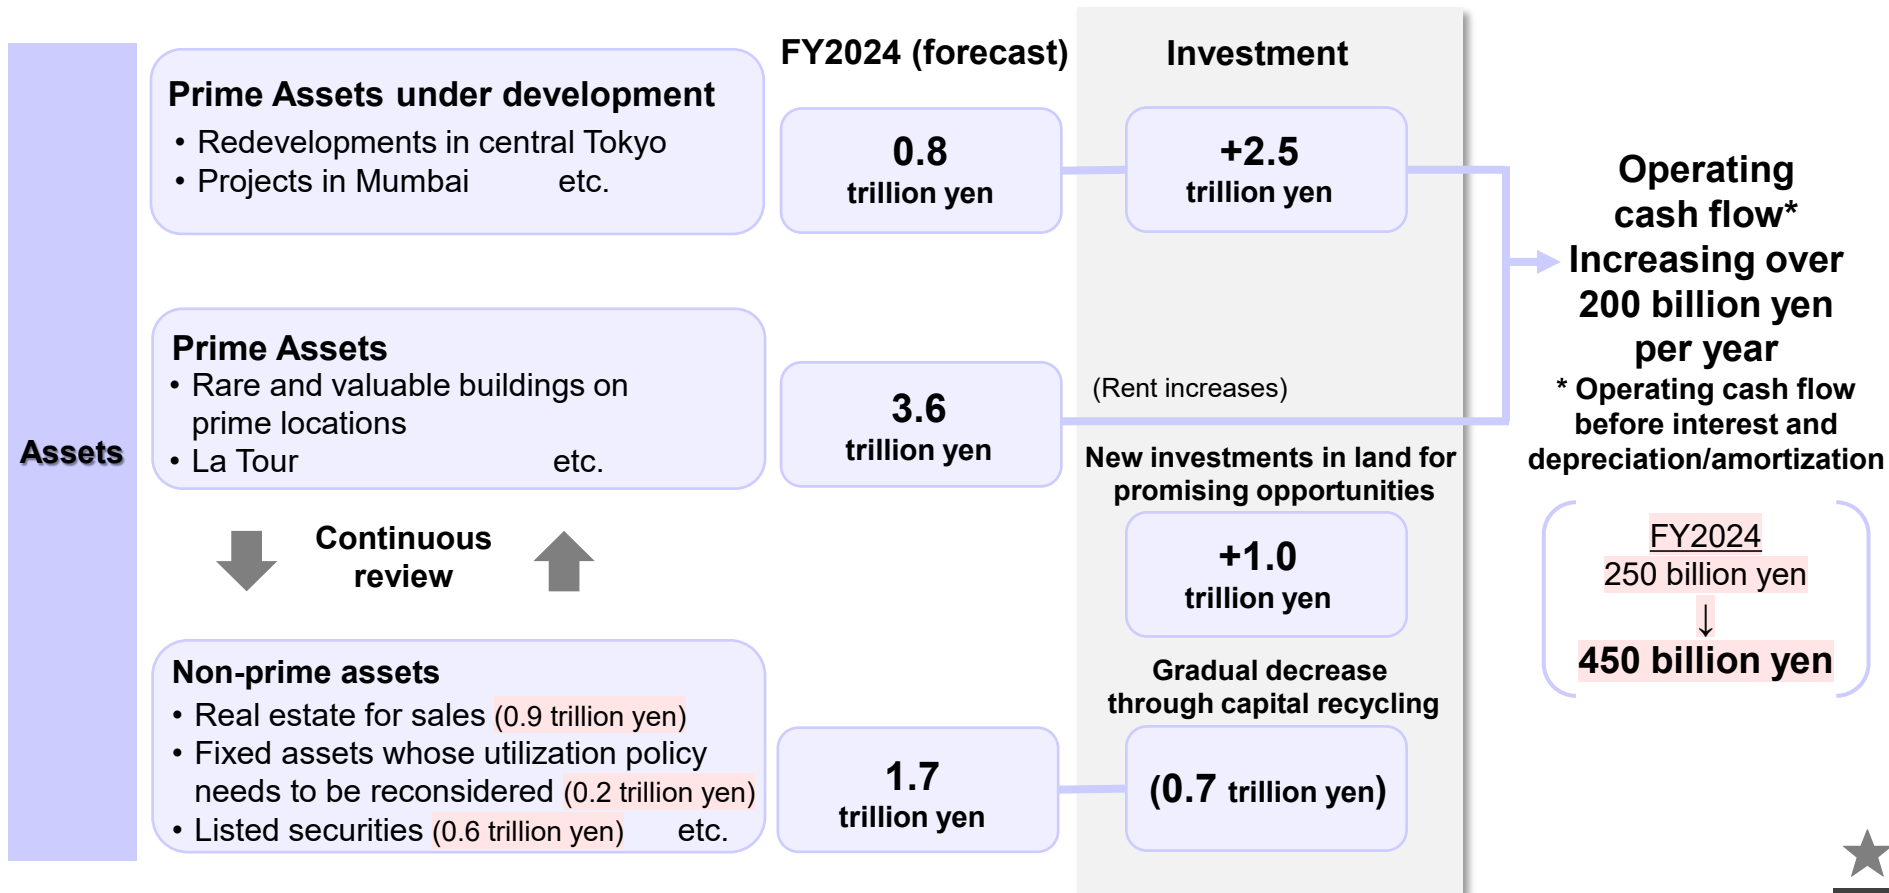 FY2024 (forecast)
Investment
Assets
Prime Assets under development
• Redevelopments in central Tokyo
• Projects in Mumbai etc.
0.8
trillion yen
+2.5
trillion yen
Prime Assets
• Rare and valuable buildings on
prime locations
• La Tour etc.
3.6
trillion yen
(Rent increases)
New investments in land for
promising opportunities
+1.0
trillion yen
Continuous
review
Non-prime assets
• Real estate for sales (0.9 trillion yen)
• Fixed assets whose utilization policy
needs to be reconsidered (0.2 trillion yen)
• Listed securities (0.6 trillion yen) etc.
1.7
trillion yen
Gradual decrease
through capital recycling
(0.7 trillion yen)
Operating
cash flow*
Increasing over
200 billion yen
per year
* Operating cash flow
before interest and
depreciation/amortization
FY2024
250 billion yen
↓
450 billion yen